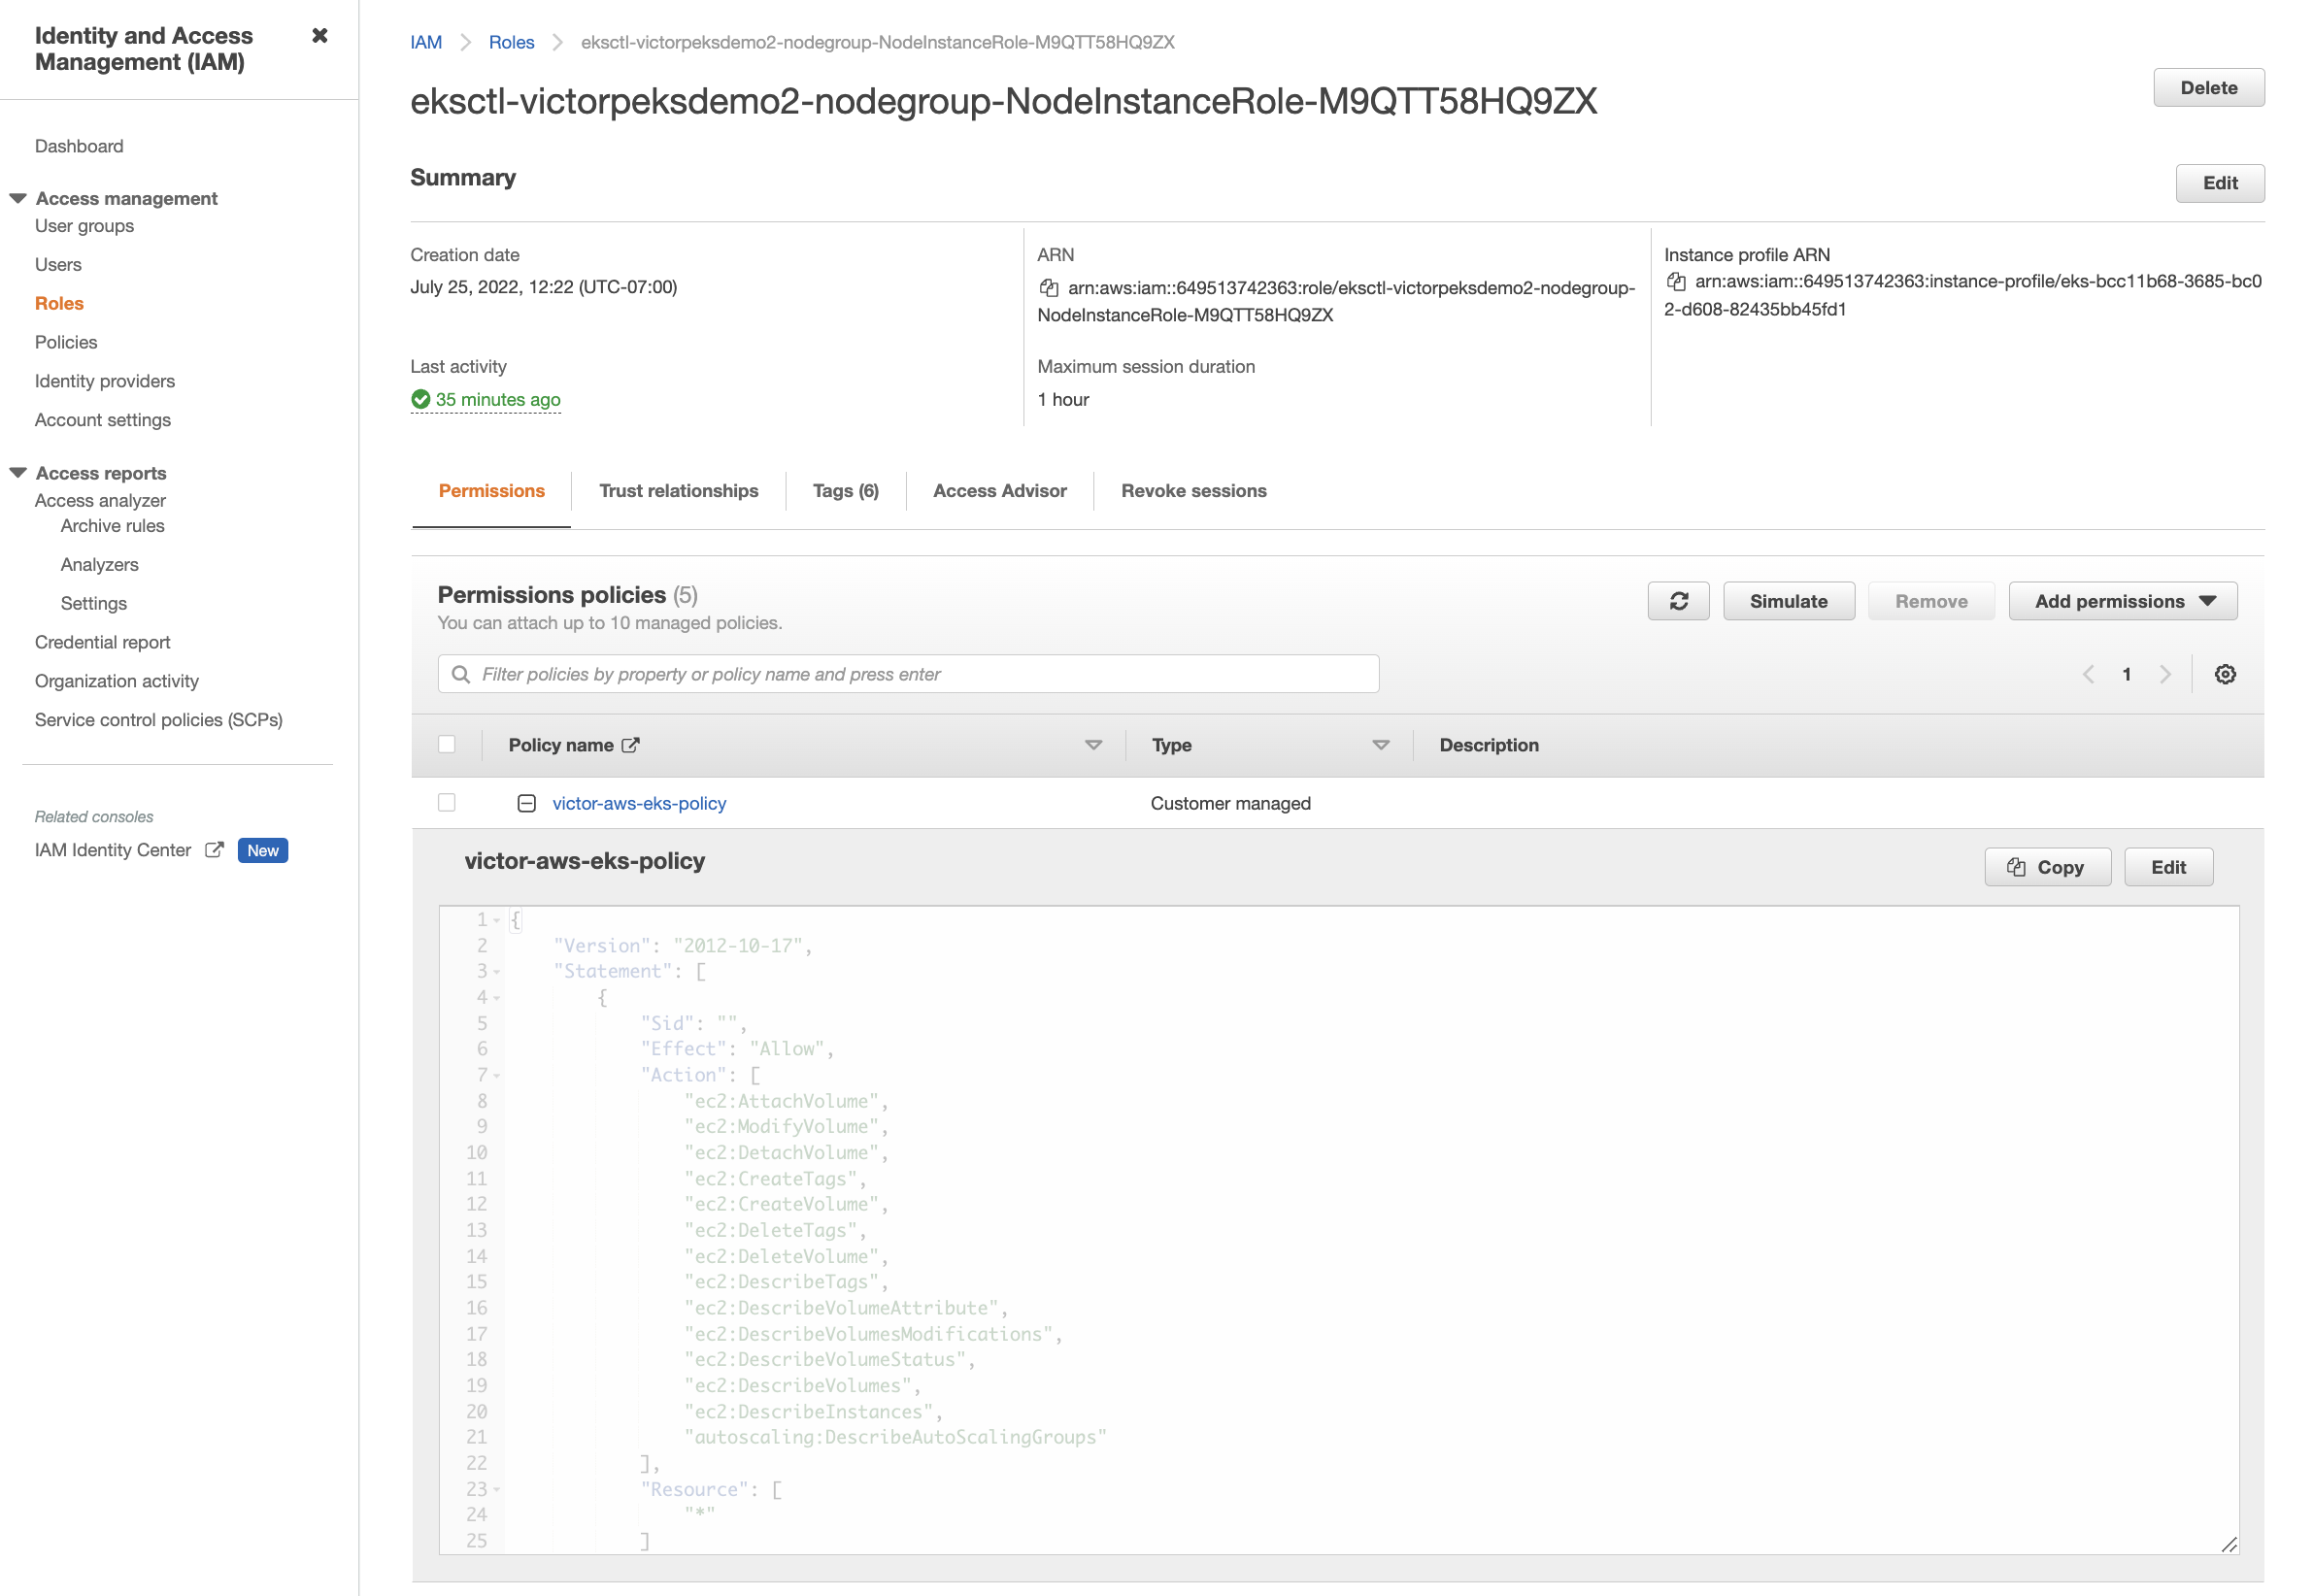 Identity and Access
Management (IAM)
Dashboard
Access management
User groups
Users
Roles
Policies
Identity providers
Account settings
Access reports
Access analyzer
Archive rules
Analyzers
Settings
Credential report
Organization activity
Service control policies (SCPs)
Related consoles
IAM Identity Center New
IAM > Roles > eksctl-victorpeksdemo2-nodegroup-NodeInstanceRole-M9QTT58HQ9ZX
eksctl-victorpeksdemo2-nodegroup-NodeInstanceRole-M9QTT58HQ9ZX
Delete
Summary
Edit
Creation date
July 25, 2022, 12:22 (UTC-07:00)
ARN
arn:aws:iam::649513742363:role/eksctl-victorpeksdemo2-nodegroup-
NodeInstanceRole-M9QTT58HQ9ZX
Instance profile ARN
arn:aws:iam::649513742363:instance-profile/eks-bcc11b68-3685-bc0
2-d608-82435bb45fd1
Last activity
35 minutes ago
Maximum session duration
1 hour
Permissions Trust relationships Tags (6) Access Advisor Revoke sessions
Permissions policies (5)
You can attach up to 10 managed policies.
Simulate Remove Add permissions
Filter policies by property or policy name and press enter
1
Policy name Type Description
victor-aws-eks-policy Customer managed
victor-aws-eks-policy
Copy Edit
1 {
2 "Version": "2012-10-17",
3 "Statement": [
4 {
5 "Sid": "",
6 "Effect": "Allow",
7 "Action": [
8 "ec2:AttachVolume",
9 "ec2:ModifyVolume",
10 "ec2:DetachVolume",
11 "ec2:CreateTags",
12 "ec2:CreateVolume",
13 "ec2:DeleteTags",
14 "ec2:DeleteVolume",
15 "ec2:DescribeTags",
16 "ec2:DescribeVolumeAttribute",
17 "ec2:DescribeVolumesModifications",
18 "ec2:DescribeVolumeStatus",
19 "ec2:DescribeVolumes",
20 "ec2:DescribeInstances",
21 "autoscaling:DescribeAutoScalingGroups"
22 ],
23 "Resource": [
24 "*"
25 ]